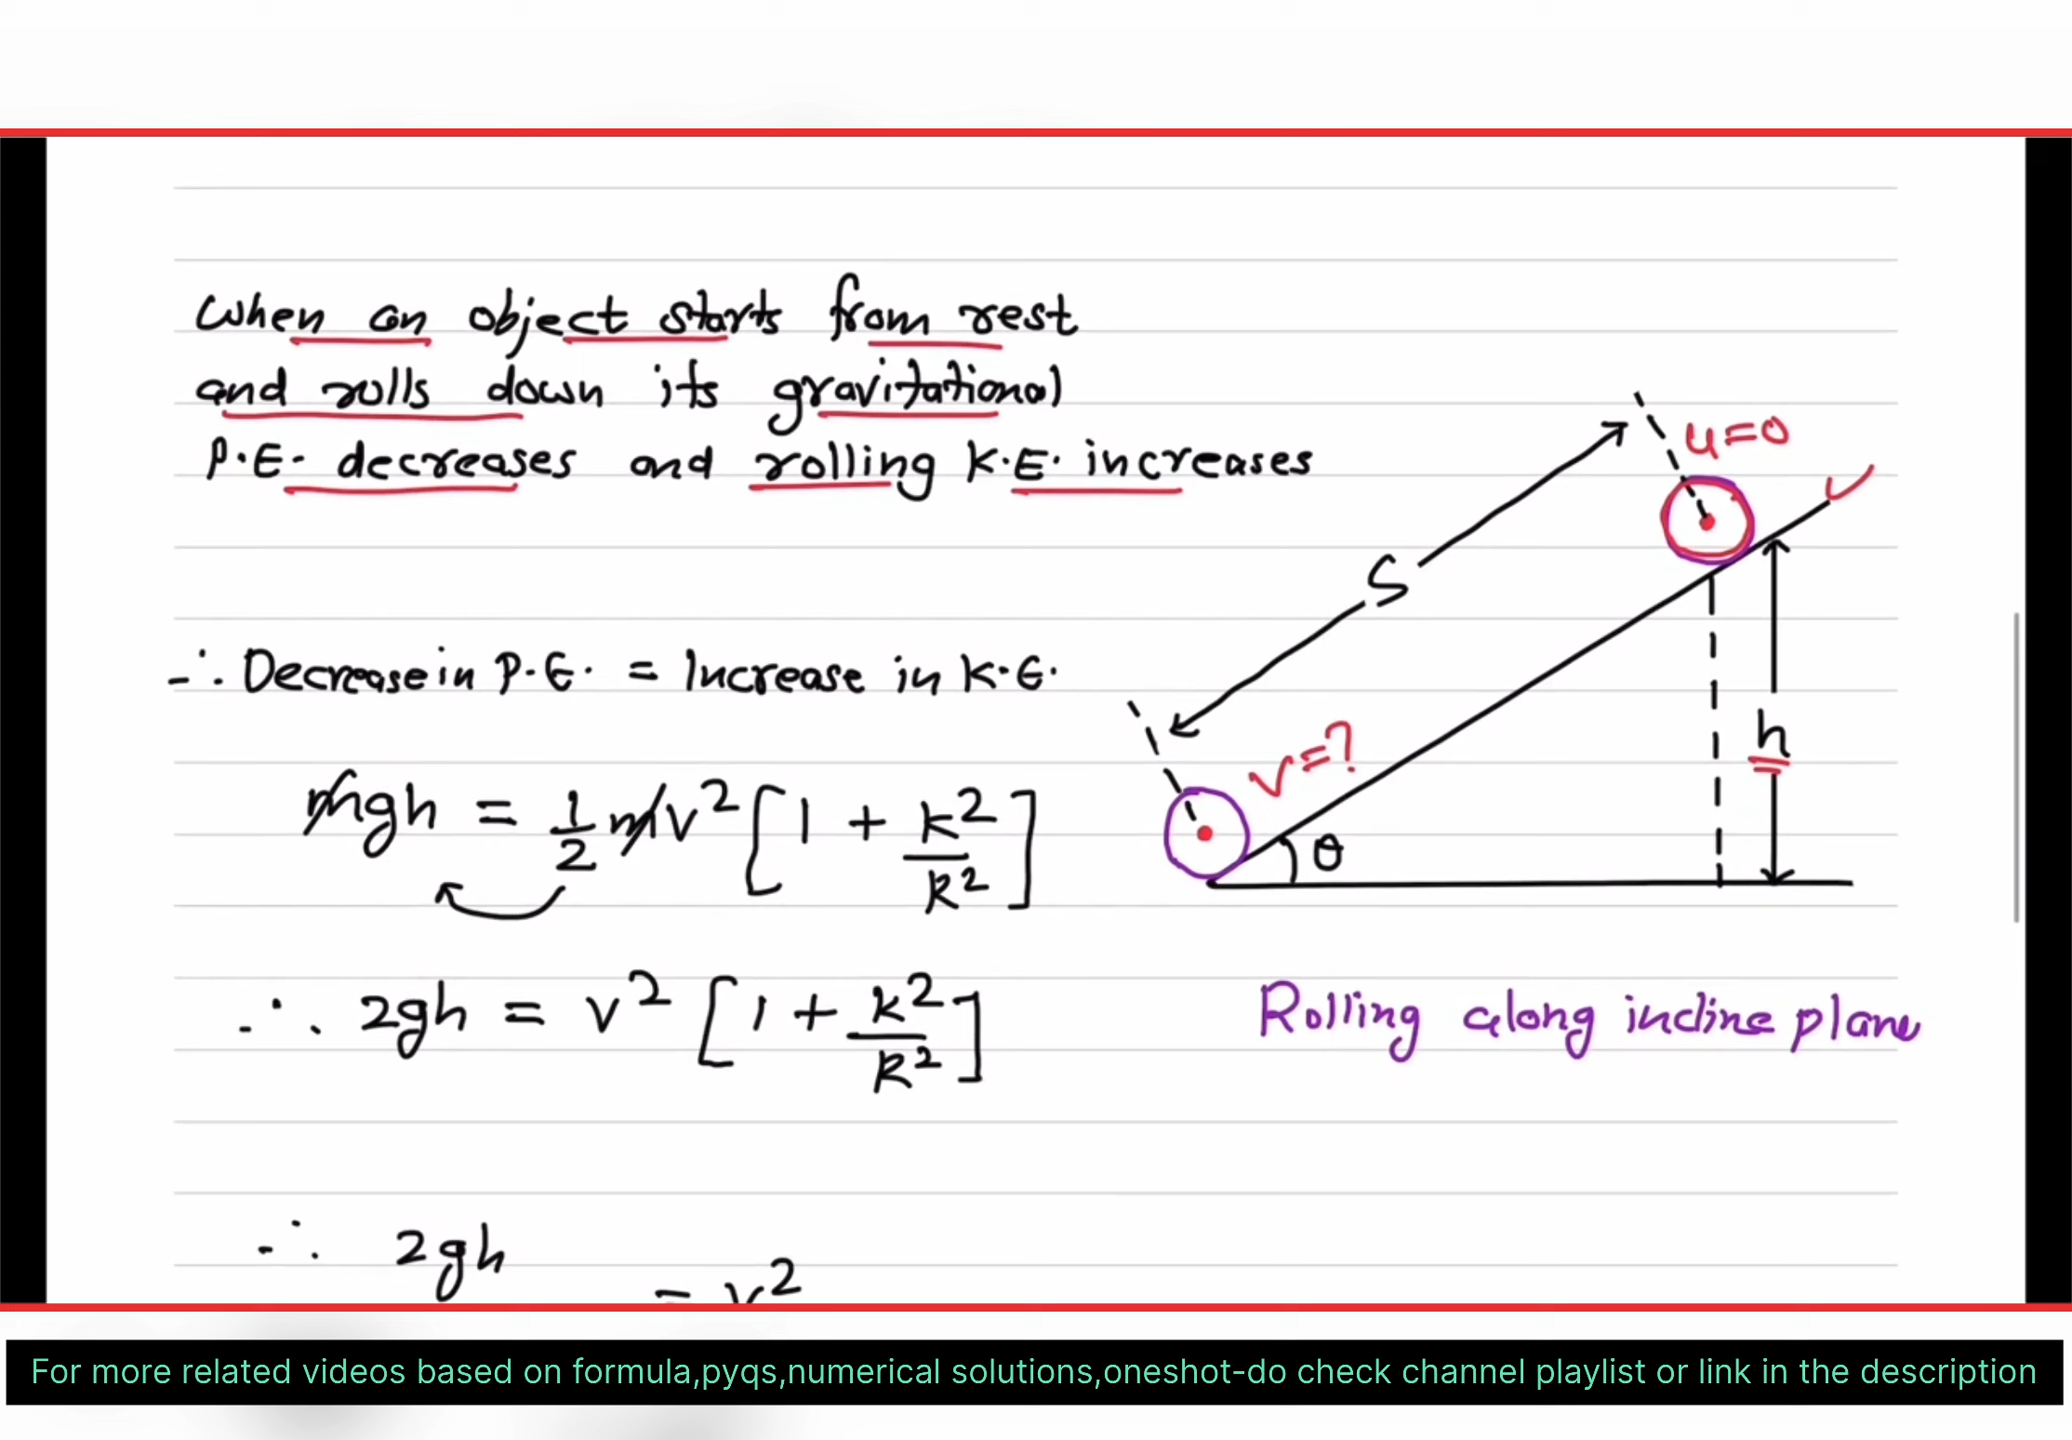 When an object starts from rest
and rolls down its gravitational
P.E. decreases and rolling K.E. increases
u=0
S
∴ Decrease in P.E. = Increase in K.E.
v=?
h
mgh = 1/2 mv² [1 + K²/R²]
θ
∴ 2gh = v² [1 + K²/R²]
Rolling along incline plane
∴ 2gh
= v²
For more related videos based on formula,pyqs,numerical solutions,oneshot-do check channel playlist or link in the description